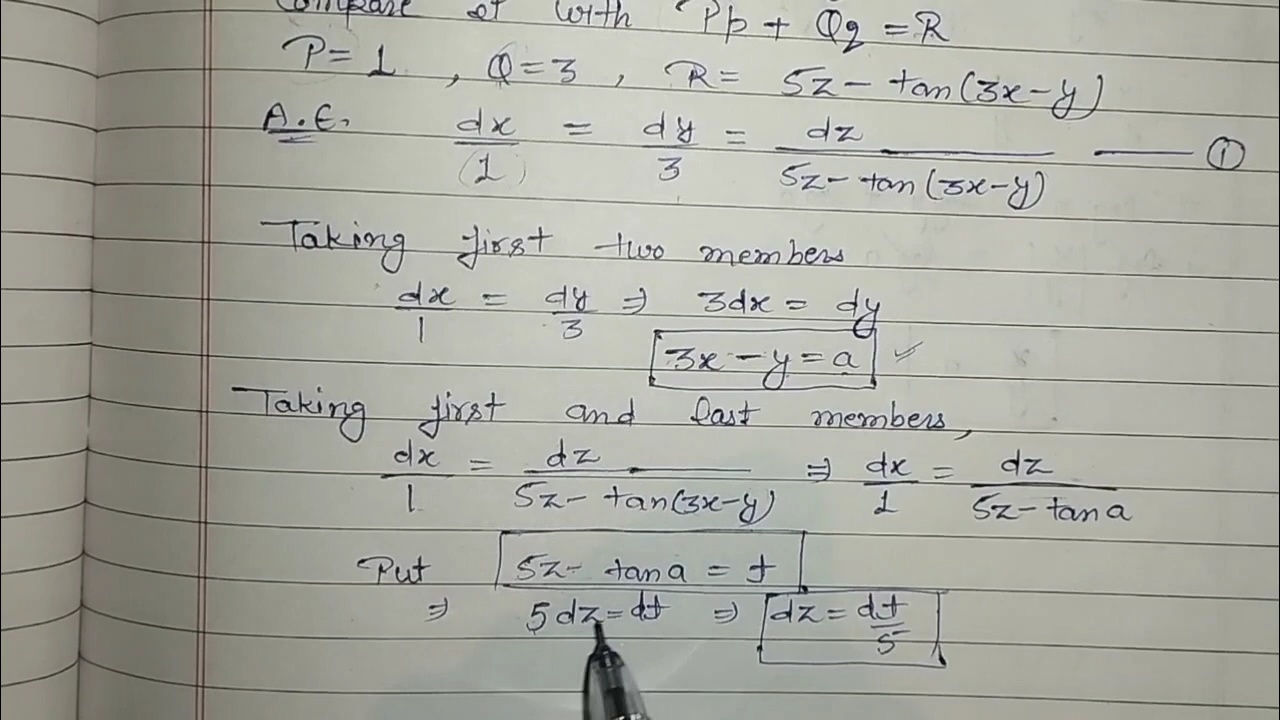 Compare it with Pp + Qq = R
P = 1 , Q = 3 , R = 5z - tan(3x-y)
A.E. dx/1 = dy/3 = dz/5z - tan(3x-y) —— ①
Taking first two members
dx/1 = dy/3 ⇒ 3dx = dy
3x - y = a ✓
Taking first and last members,
dx/1 = dz/5z - tan(3x-y) ⇒ dx/1 = dz/5z - tan a
Put 5z - tan a = t
⇒ 5dz = dt ⇒ dz = dt/5